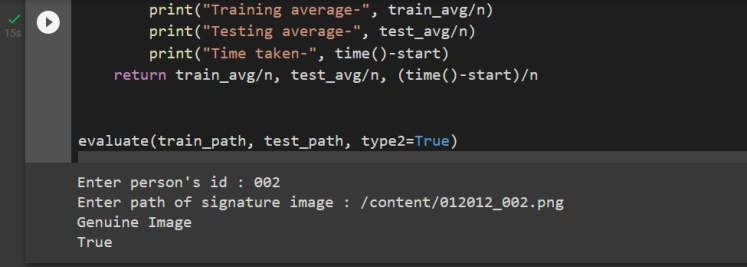 print("Training average-", train_avg/n)
print("Testing average-", test_avg/n)
15s
print("Time taken-", time()-start)
return train_avg/n, test_avg/n, (time()-start)/n
evaluate(train_path, test_path, type2=True)
Enter person's id : 002
Enter path of signature image : /content/012012_002.png
Genuine Image
True